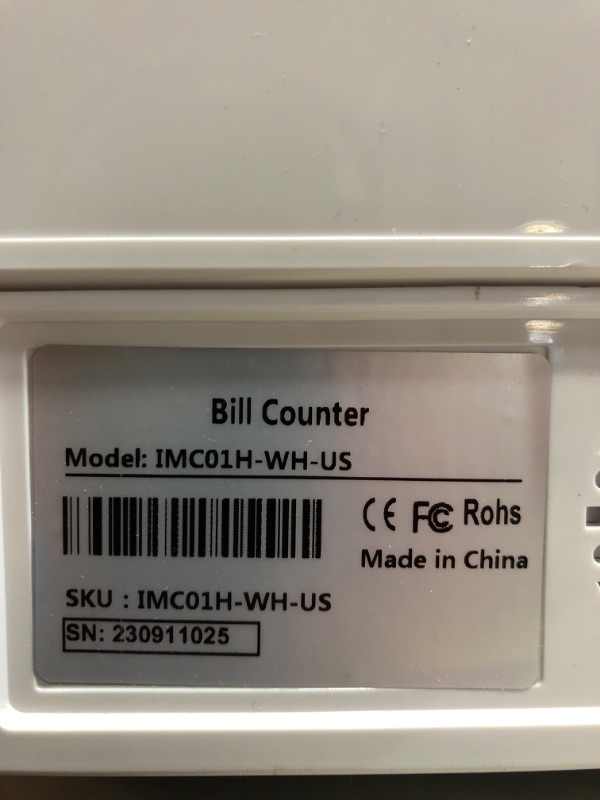 Bill Counter
Model: IMC01H-WH-US
CE FC Rohs
Made in China
SKU : IMC01H-WH-US
SN: 230911025